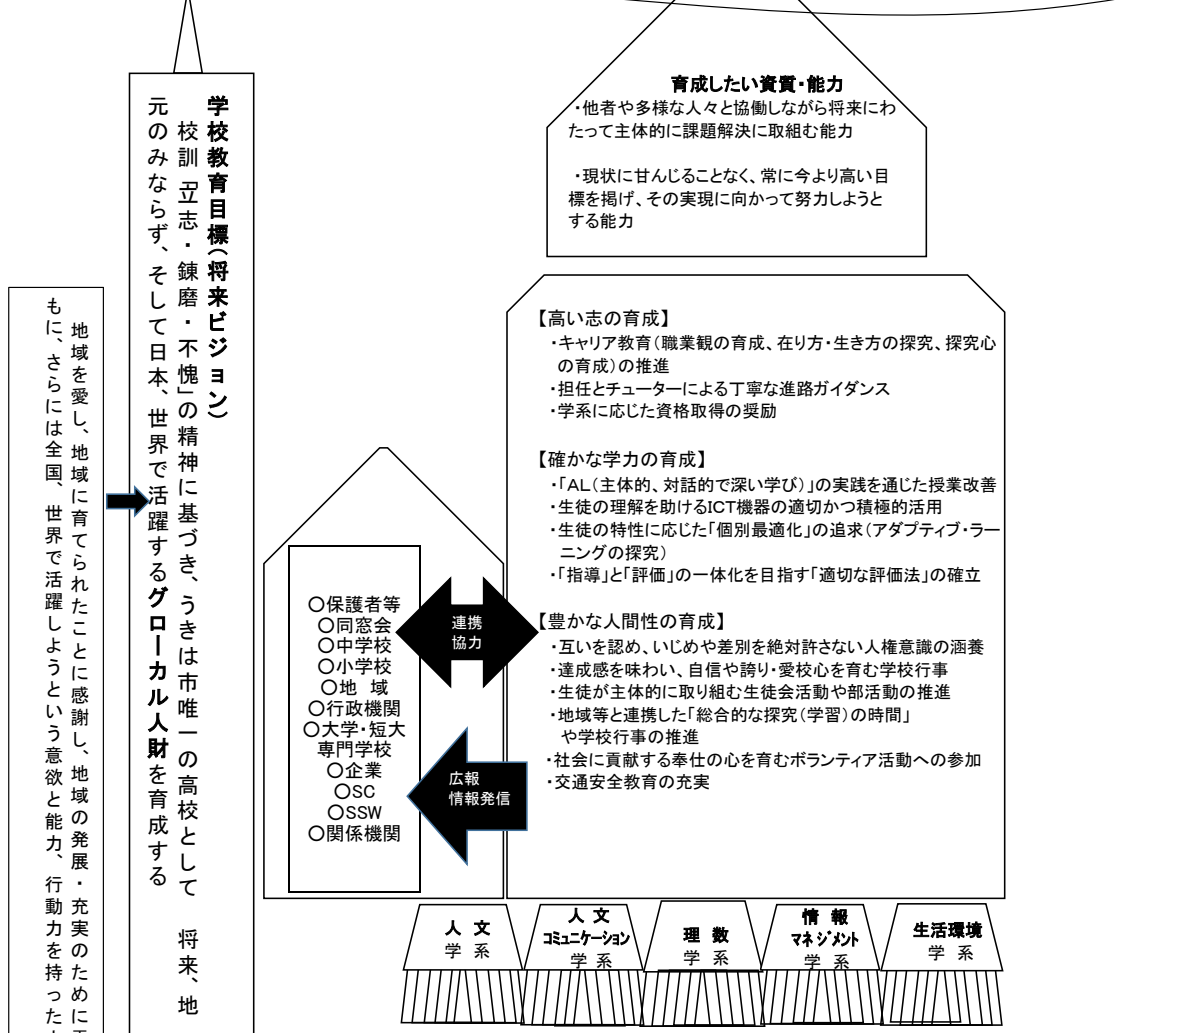 育成したい資質・能力
・他者や多様な人々と協働しながら将来にわ
たって主体的に課題解決に取組む能力
・現状に甘んじることなく、常に今より高い目
標を掲げ、その実現に向かって努力しようと
する能力
学校教育目標(将来ビジョン)
校訓「立志・錬磨・不愧」の精神に基づき、うきは市唯一の高校として 将来、地
元のみならず、そして日本、世界で活躍するグローカル人財を育成する
地域を愛し、地域に育てられたことに感謝し、地域の発展・充実のために
もに、さらには全国、世界で活躍しようという意欲と能力、行動力を持った
【高い志の育成】
・キャリア教育(職業観の育成、在り方・生き方の探究、探究心
の育成)の推進
・担任とチューターによる丁寧な進路ガイダンス
・学系に応じた資格取得の奨励
【確かな学力の育成】
・「AL(主体的、対話的で深い学び)」の実践を通じた授業改善
・生徒の理解を助けるICT機器の適切かつ積極的活用
・生徒の特性に応じた「個別最適化」の追求(アダプティブ・ラー
ニングの探究)
・「指導」と「評価」の一体化を目指す「適切な評価法」の確立
【豊かな人間性の育成】
・互いを認め、いじめや差別を絶対許さない人権意識の涵養
・達成感を味わい、自信や誇り・愛校心を育む学校行事
・生徒が主体的に取り組む生徒会活動や部活動の推進
・地域等と連携した「総合的な探究(学習)の時間」
や学校行事の推進
・社会に貢献する奉仕の心を育むボランティア活動への参加
・交通安全教育の充実
○保護者等
○同窓会
○中学校
○小学校
○地 域
○行政機関
○大学・短大
専門学校
○企業
○SC
○SSW
○関係機関
連携
協力
広報
情報発信
人 文
学 系
人 文
コミュニケーション
学 系
理 数
学 系
情 報
マネジメント
学 系
生活環境
学 系